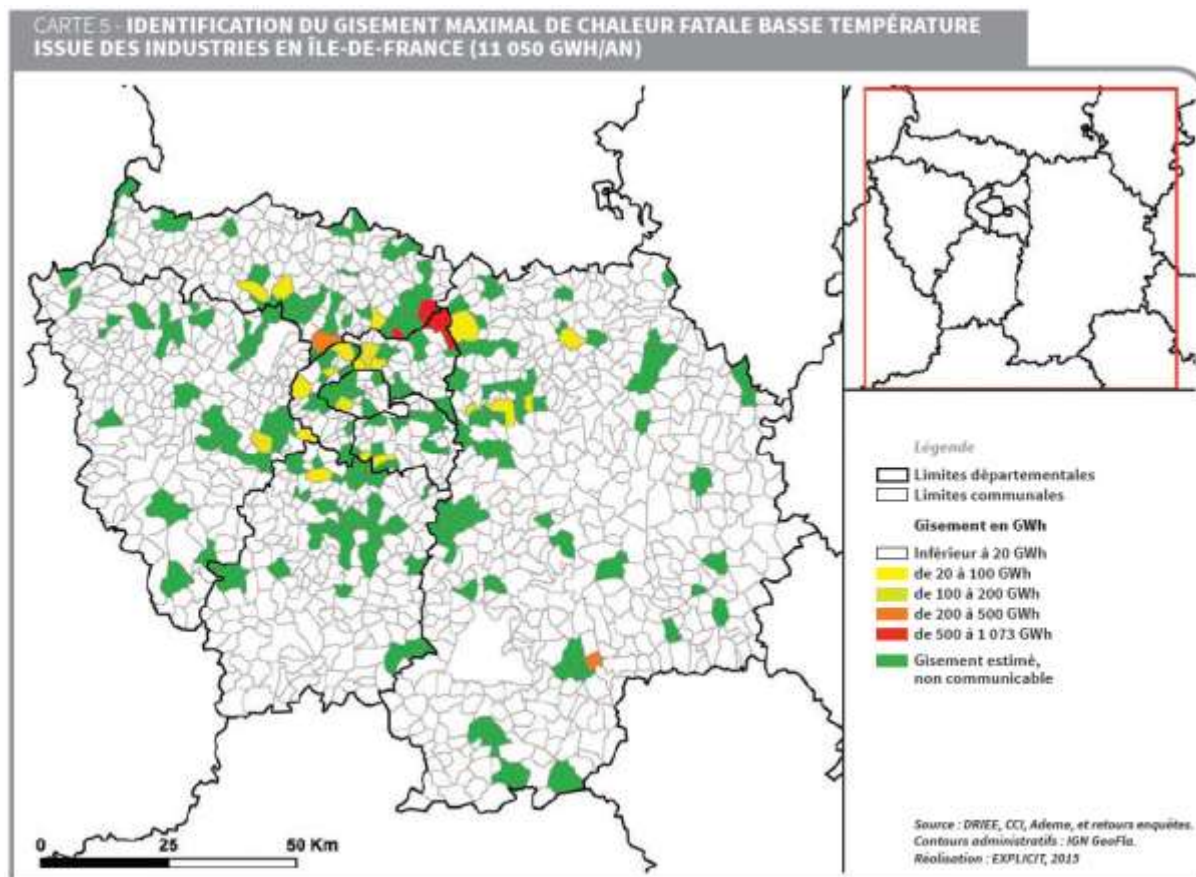 CARTE 5 - IDENTIFICATION DU GISEMENT MAXIMAL DE CHALEUR FATALE BASSE TEMPÉRATURE
ISSUE DES INDUSTRIES EN ÎLE-DE-FRANCE (11 050 GWH/AN)
Légende
Limites départementales
Limites communales
Gisement en GWh
Inférieur à 20 GWh
de 20 à 100 GWh
de 100 à 200 GWh
de 200 à 500 GWh
de 500 à 1 073 GWh
Gisement estimé,
non communicable
0 25 50 Km
Source : DRIEE, CCI, Ademe, et retours enquêtes.
Contours administratifs : IGN GeoFla.
Réalisation : EXPLICIT, 2015